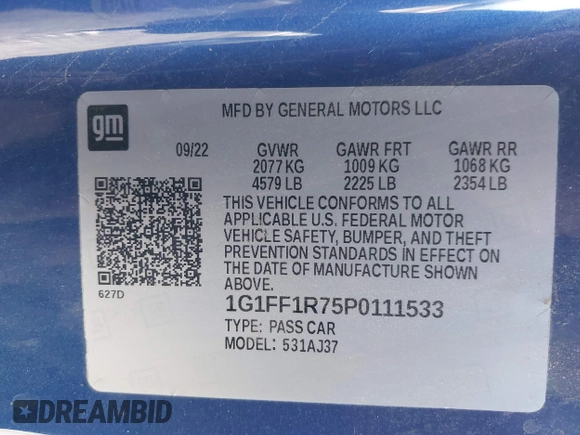 gm
MFD BY GENERAL MOTORS LLC
09/22 GVWR GAWR FRT GAWR RR
2077 KG 1009 KG 1068 KG
4579 LB 2225 LB 2354 LB
THIS VEHICLE CONFORMS TO ALL
APPLICABLE U.S. FEDERAL MOTOR
VEHICLE SAFETY, BUMPER, AND THEFT
PREVENTION STANDARDS IN EFFECT ON
THE DATE OF MANUFACTURE SHOWN
ABOVE.
627D
1G1FF1R75P0111533
TYPE: PASS CAR
MODEL: 531AJ37
DREAMBID